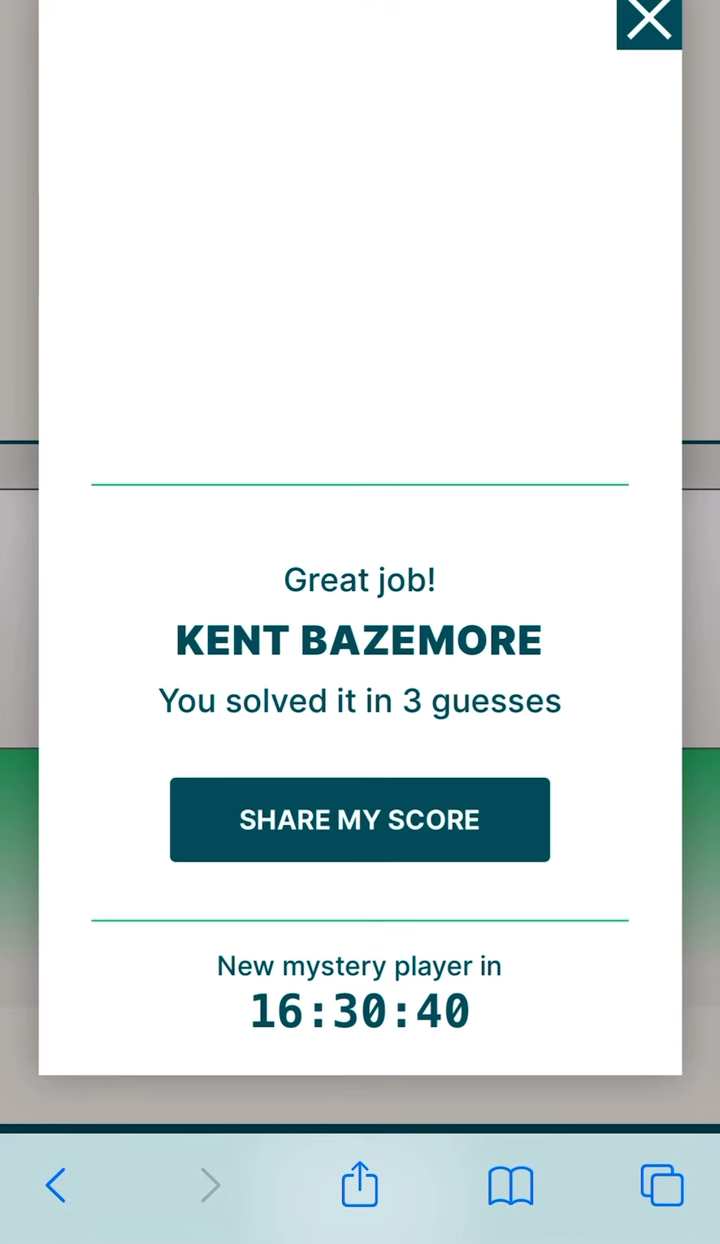 Great job!
KENT BAZEMORE
You solved it in 3 guesses
SHARE MY SCORE
New mystery player in
16:30:40